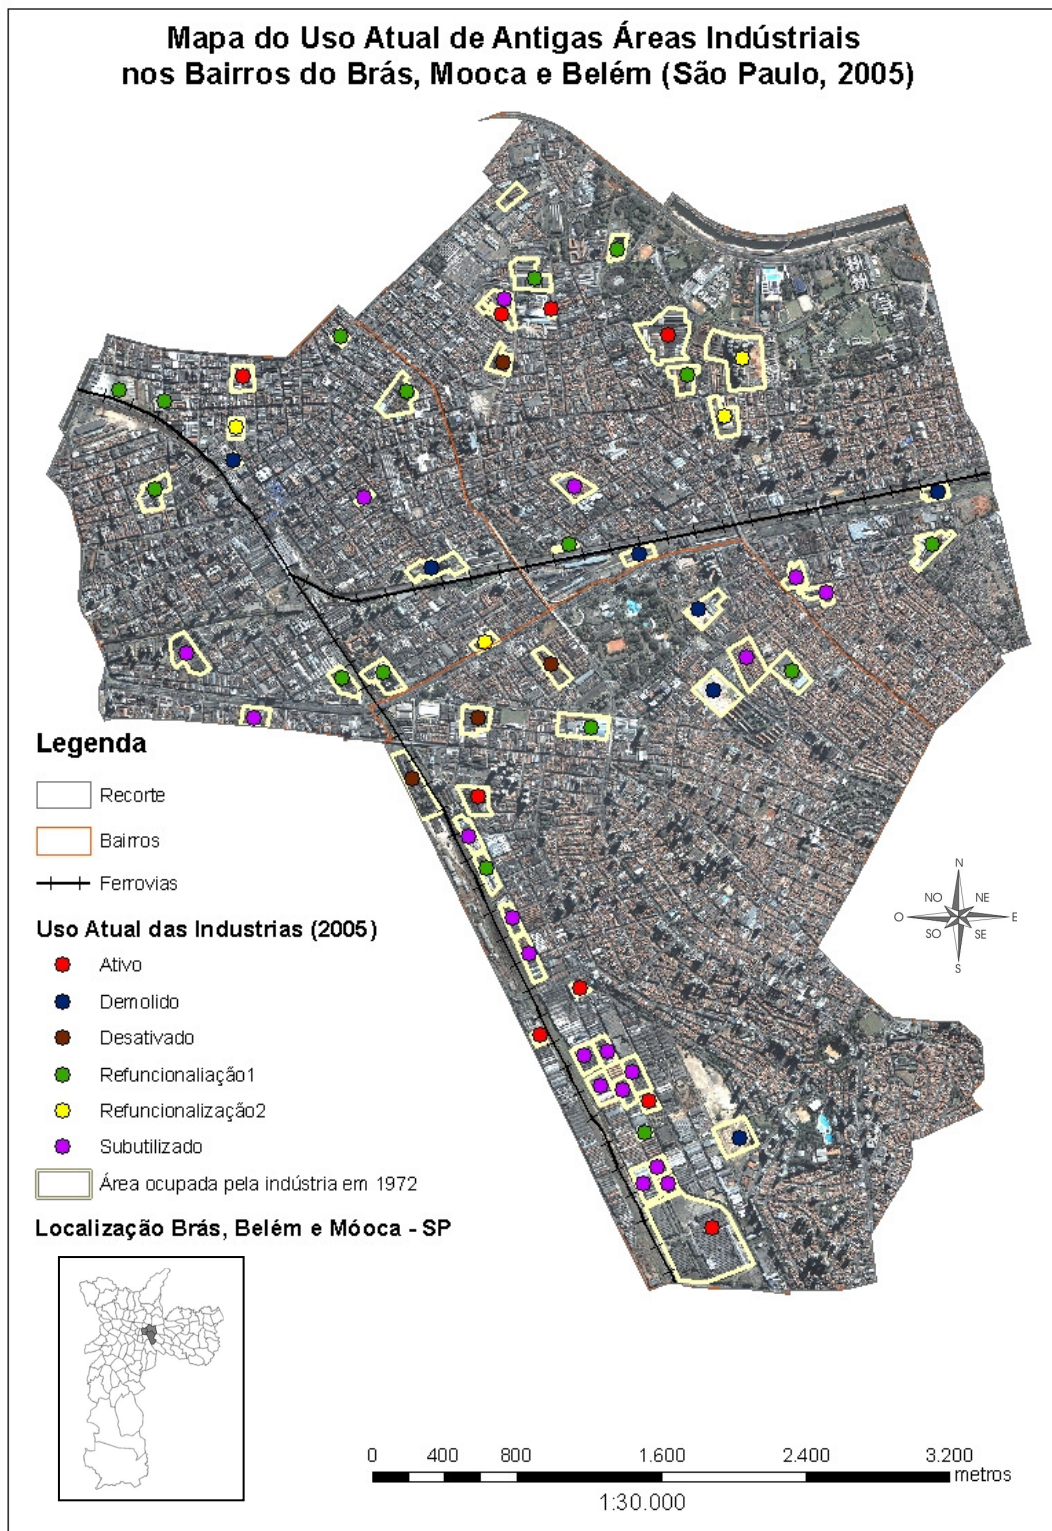 Mapa do Uso Atual de Antigas Áreas Indústriais
nos Bairros do Brás, Mooca e Belém (São Paulo, 2005)
Legenda
Recorte
Bairros
Ferrovias
Uso Atual das Industrias (2005)
Ativo
Demolido
Desativado
Refuncionaliação1
Refuncionalização2
Subutilizado
Área ocupada pela indústria em 1972
Localização Brás, Belém e Móoca - SP
N
NO NE
O E
SO SE
S
0 400 800 1.600 2.400 3.200
metros
1:30.000